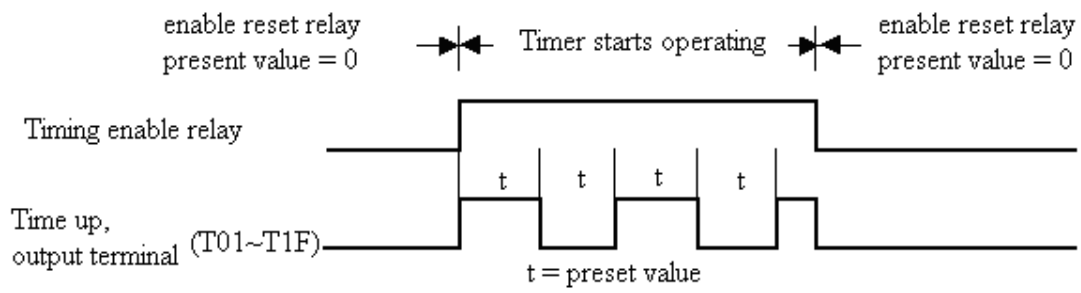 enable reset relay
present value = 0
Timer starts operating
enable reset relay
present value = 0
Timing enable relay
t
t
t
t
Time up,
output terminal (T01~T1F)
t = preset value